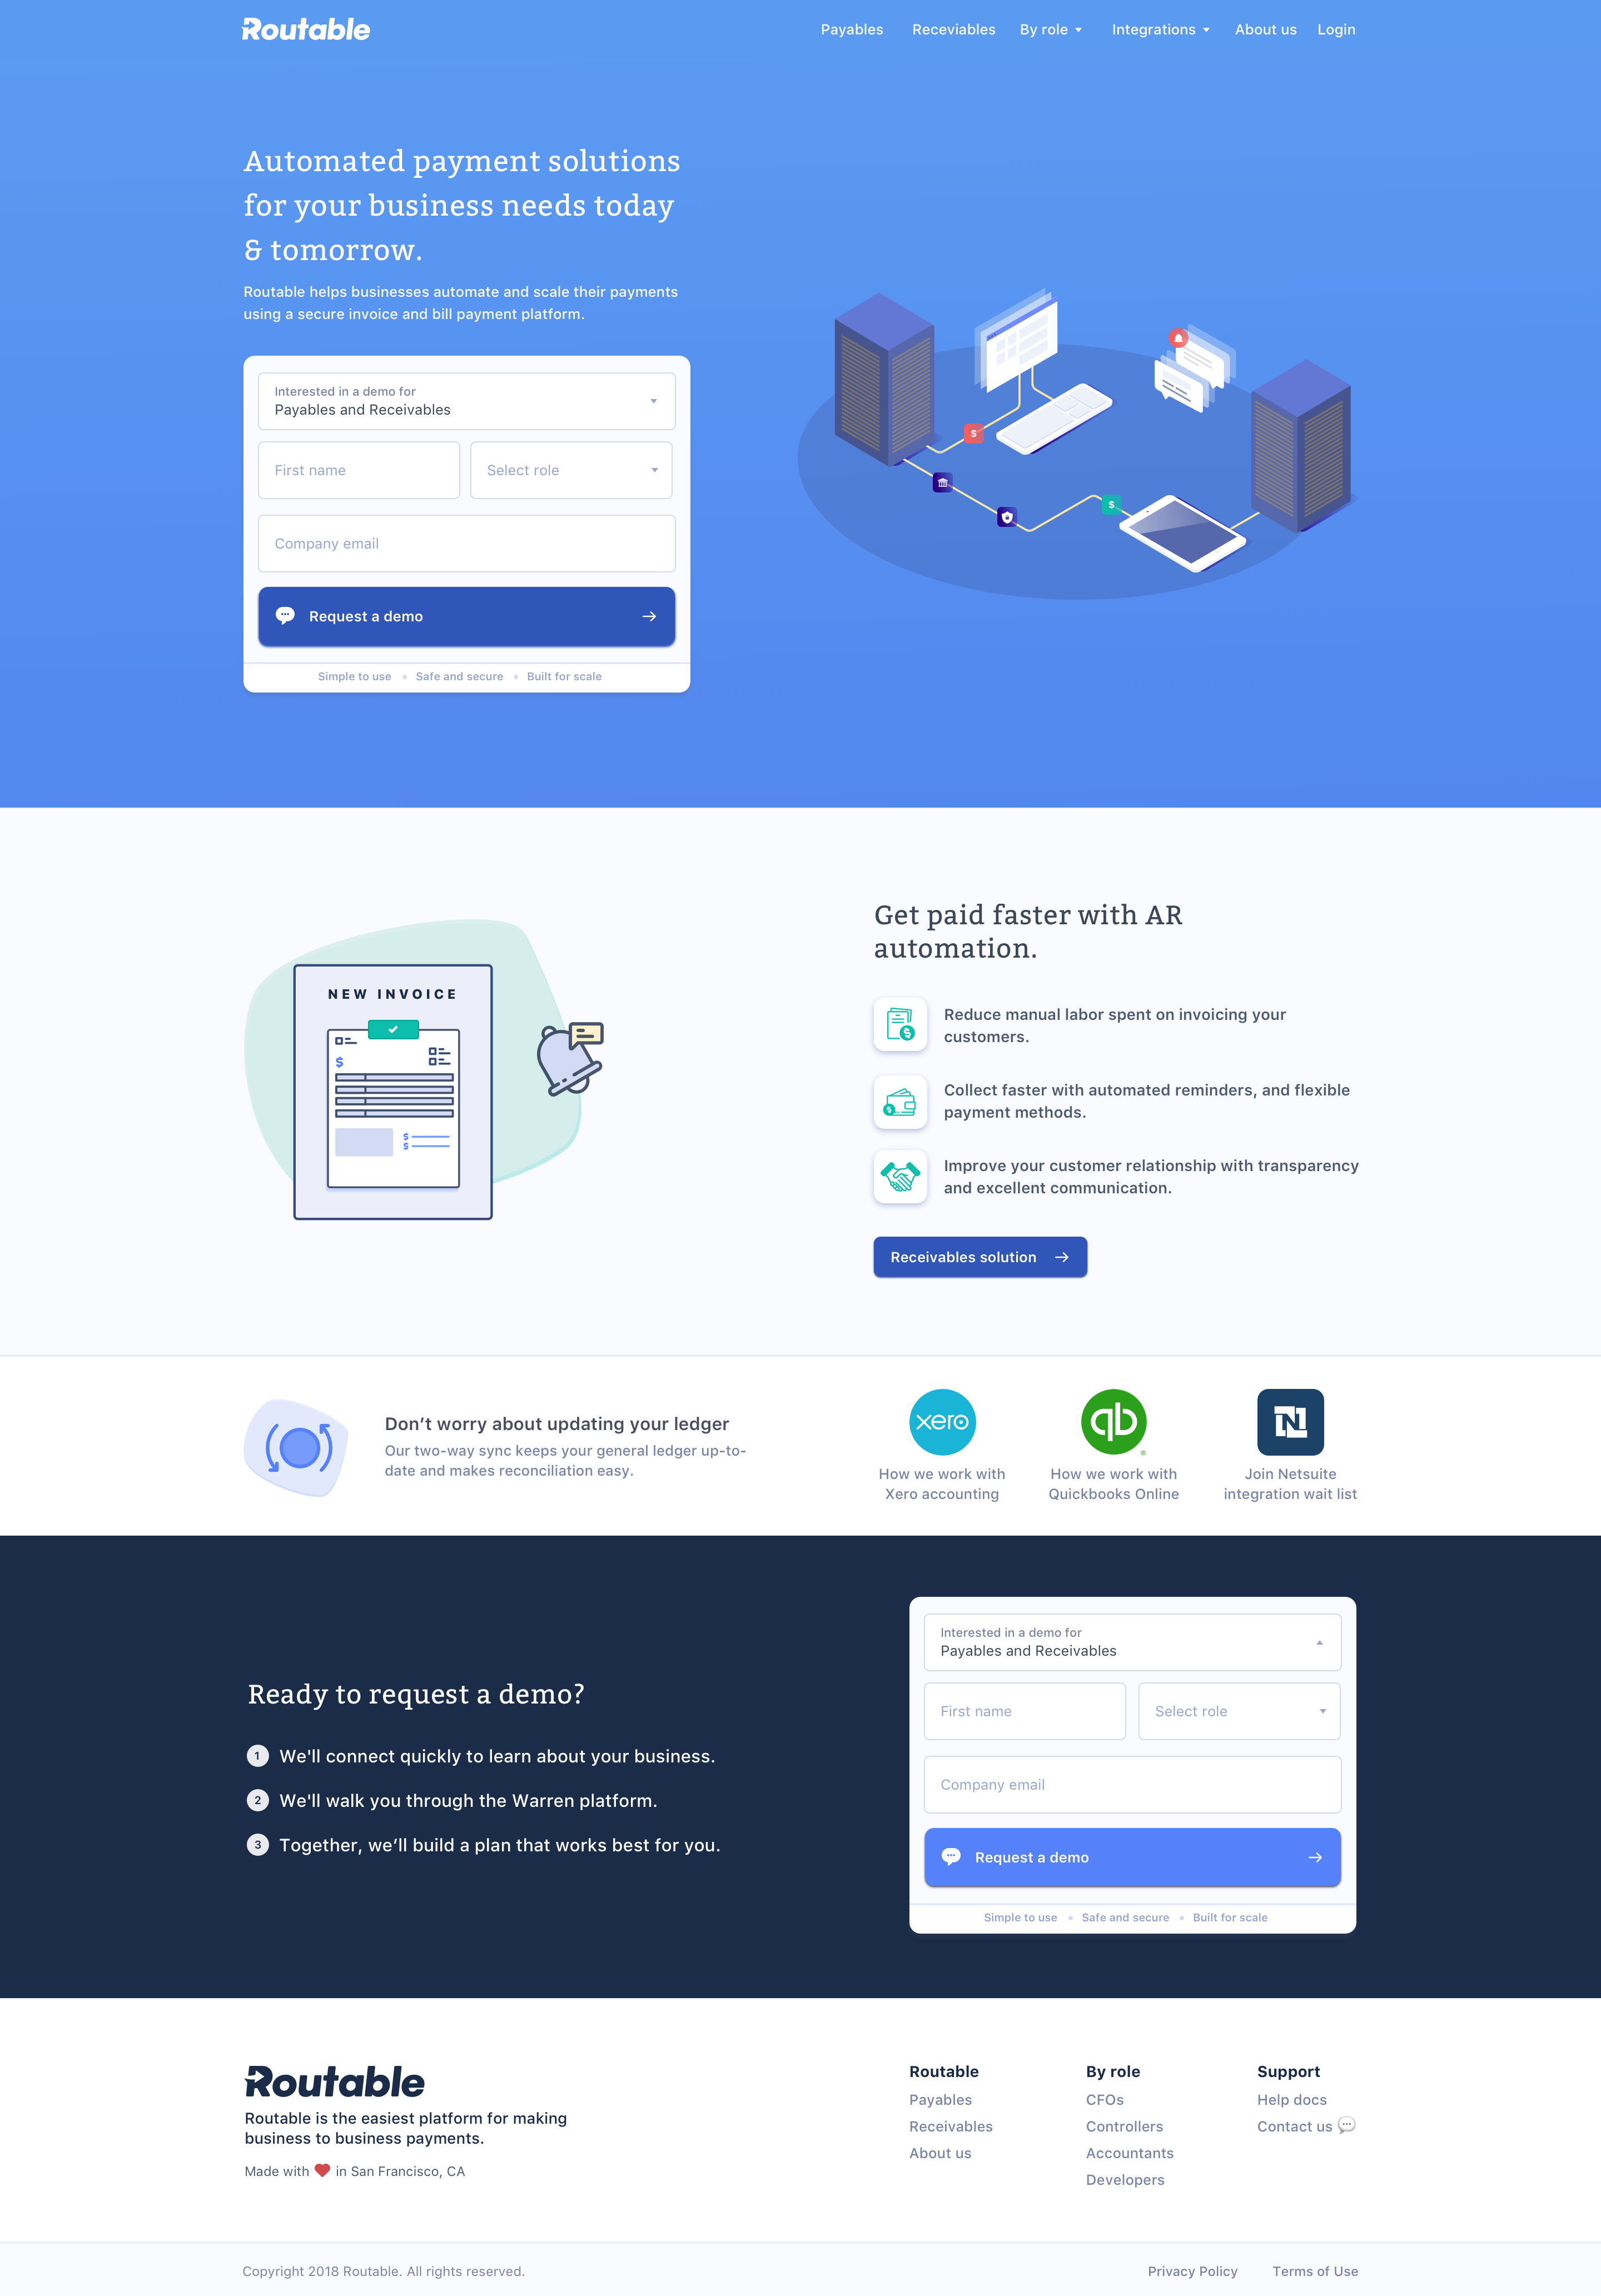 Routable
Payables Receviables By role Integrations About us Login
Automated payment solutions
for your business needs today
& tomorrow.
Routable helps businesses automate and scale their payments
using a secure invoice and bill payment platform.
Interested in a demo for
Payables and Receivables
First name Select role
Company email
Request a demo
Simple to use • Safe and secure • Built for scale
$
$
Get paid faster with AR
automation.
NEW INVOICE
$
$
$
Reduce manual labor spent on invoicing your
customers.
Collect faster with automated reminders, and flexible
payment methods.
Improve your customer relationship with transparency
and excellent communication.
Receivables solution
Don’t worry about updating your ledger
Our two-way sync keeps your general ledger up-to-
date and makes reconciliation easy.
xero
qb
N
How we work with
Xero accounting
How we work with
Quickbooks Online
Join Netsuite
integration wait list
Ready to request a demo?
1 We'll connect quickly to learn about your business.
2 We'll walk you through the Warren platform.
3 Together, we’ll build a plan that works best for you.
Interested in a demo for
Payables and Receivables
First name Select role
Company email
Request a demo
Simple to use • Safe and secure • Built for scale
Routable
Routable is the easiest platform for making
business to business payments.
Made with ❤ in San Francisco, CA
Routable
Payables
Receivables
About us
By role
CFOs
Controllers
Accountants
Developers
Support
Help docs
Contact us
Copyright 2018 Routable. All rights reserved.
Privacy Policy Terms of Use